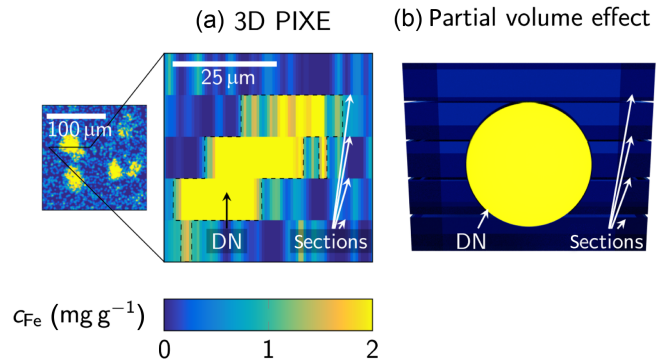 (a) 3D PIXE
(b) Partial volume effect
25 µm
100 µm
DN
Sections
DN
Sections
c_Fe (mg g⁻¹)
0 1 2